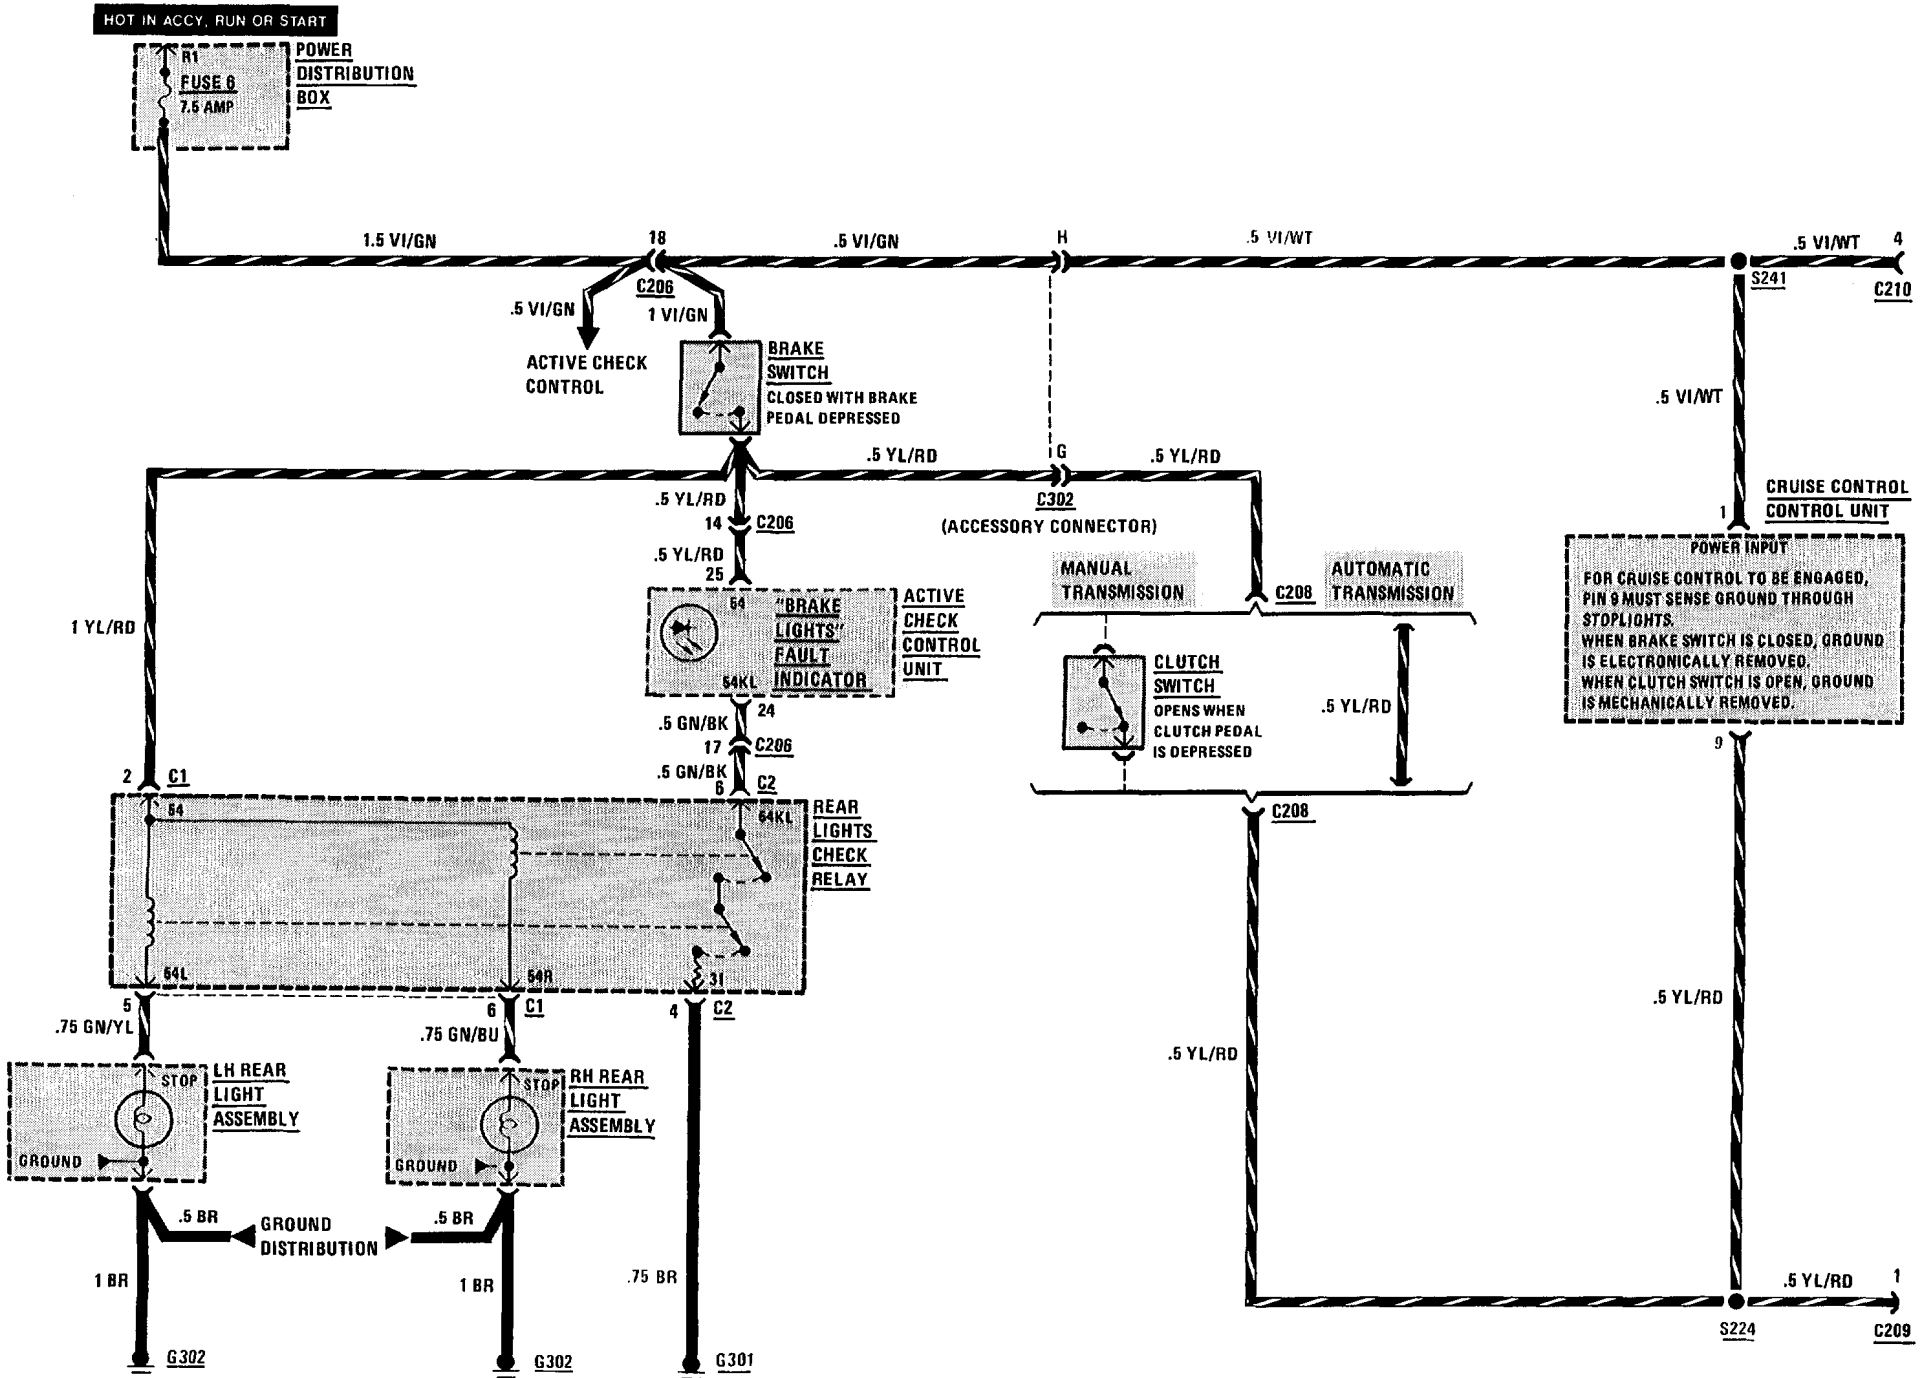 HOT IN ACCY, RUN OR START
R1
FUSE 6
7.5 AMP
POWER
DISTRIBUTION
BOX
1.5 VI/GN
18
.5 VI/GN
H
.5 VI/WT
.5 VI/WT
4
C206
S241
C210
.5 VI/GN
1 VI/GN
ACTIVE CHECK
CONTROL
BRAKE
SWITCH
CLOSED WITH BRAKE
PEDAL DEPRESSED
.5 VI/WT
.5 YL/RD
G
.5 YL/RD
C302
(ACCESSORY CONNECTOR)
.5 YL/RD
14
C206
.5 YL/RD
25
CRUISE CONTROL
CONTROL UNIT
1
POWER INPUT
FOR CRUISE CONTROL TO BE ENGAGED,
PIN 9 MUST SENSE GROUND THROUGH
STOPLIGHTS.
WHEN BRAKE SWITCH IS CLOSED, GROUND
IS ELECTRONICALLY REMOVED.
WHEN CLUTCH SWITCH IS OPEN, GROUND
IS MECHANICALLY REMOVED.
9
MANUAL
TRANSMISSION
AUTOMATIC
TRANSMISSION
C208
1 YL/RD
54
"BRAKE
LIGHTS"
FAULT
INDICATOR
54KL
ACTIVE
CHECK
CONTROL
UNIT
CLUTCH
SWITCH
OPENS WHEN
CLUTCH PEDAL
IS DEPRESSED
.5 YL/RD
24
.5 GN/BK
17
C206
.5 GN/BK
6
C2
2
C1
C208
54
54KL
REAR
LIGHTS
CHECK
RELAY
54L
54R
31
5
6
C1
4
C2
.75 GN/YL
.75 GN/BU
.5 YL/RD
.5 YL/RD
STOP
LH REAR
LIGHT
ASSEMBLY
GROUND
STOP
RH REAR
LIGHT
ASSEMBLY
GROUND
.5 BR
GROUND
DISTRIBUTION
.5 BR
1 BR
1 BR
.75 BR
.5 YL/RD
1
S224
C209
G302
G302
G301